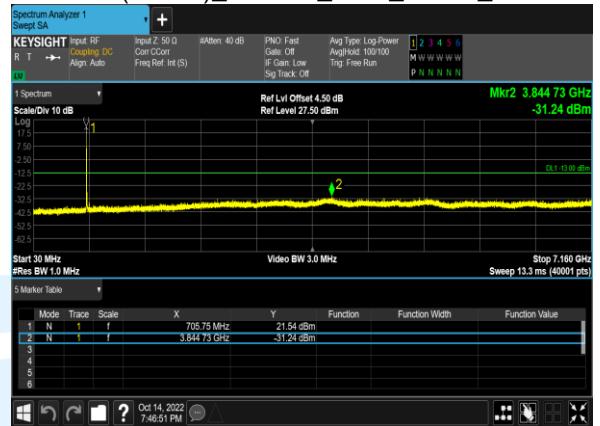 Spectrum Analyzer 1
Swept SA
+
KEYSIGHT Input: RF Input Z: 50 Ω #Atten: 40 dB PNO: Fast Avg Type: Log-Power 1 2 3 4 5 6
R T Coupling: DC Corr CCorr Gate: Off Avg|Hold: 100/100 M W W W W W
Align: Auto Freq Ref: Int (S) IF Gain: Low Trig: Free Run P N N N N N
Sig Track: Off
LU
1 Spectrum Ref Lvl Offset 4.50 dB Mkr2 3.844 73 GHz
Scale/Div 10 dB Ref Level 27.50 dBm -31.24 dBm
Log
1
17.5
7.50
-2.50
-12.5 DL1 -13.00 dBm
-22.5 2
-32.5
-42.5
-52.5
-62.5
Start 30 MHz Video BW 3.0 MHz Stop 7.160 GHz
#Res BW 1.0 MHz Sweep 13.3 ms (40001 pts)
5 Marker Table
Mode Trace Scale X Y Function Function Width Function Value
1 N 1 f 705.75 MHz 21.54 dBm
2 N 1 f 3.844 73 GHz -31.24 dBm
3
4
5
6
? Oct 14, 2022
7:46:51 PM